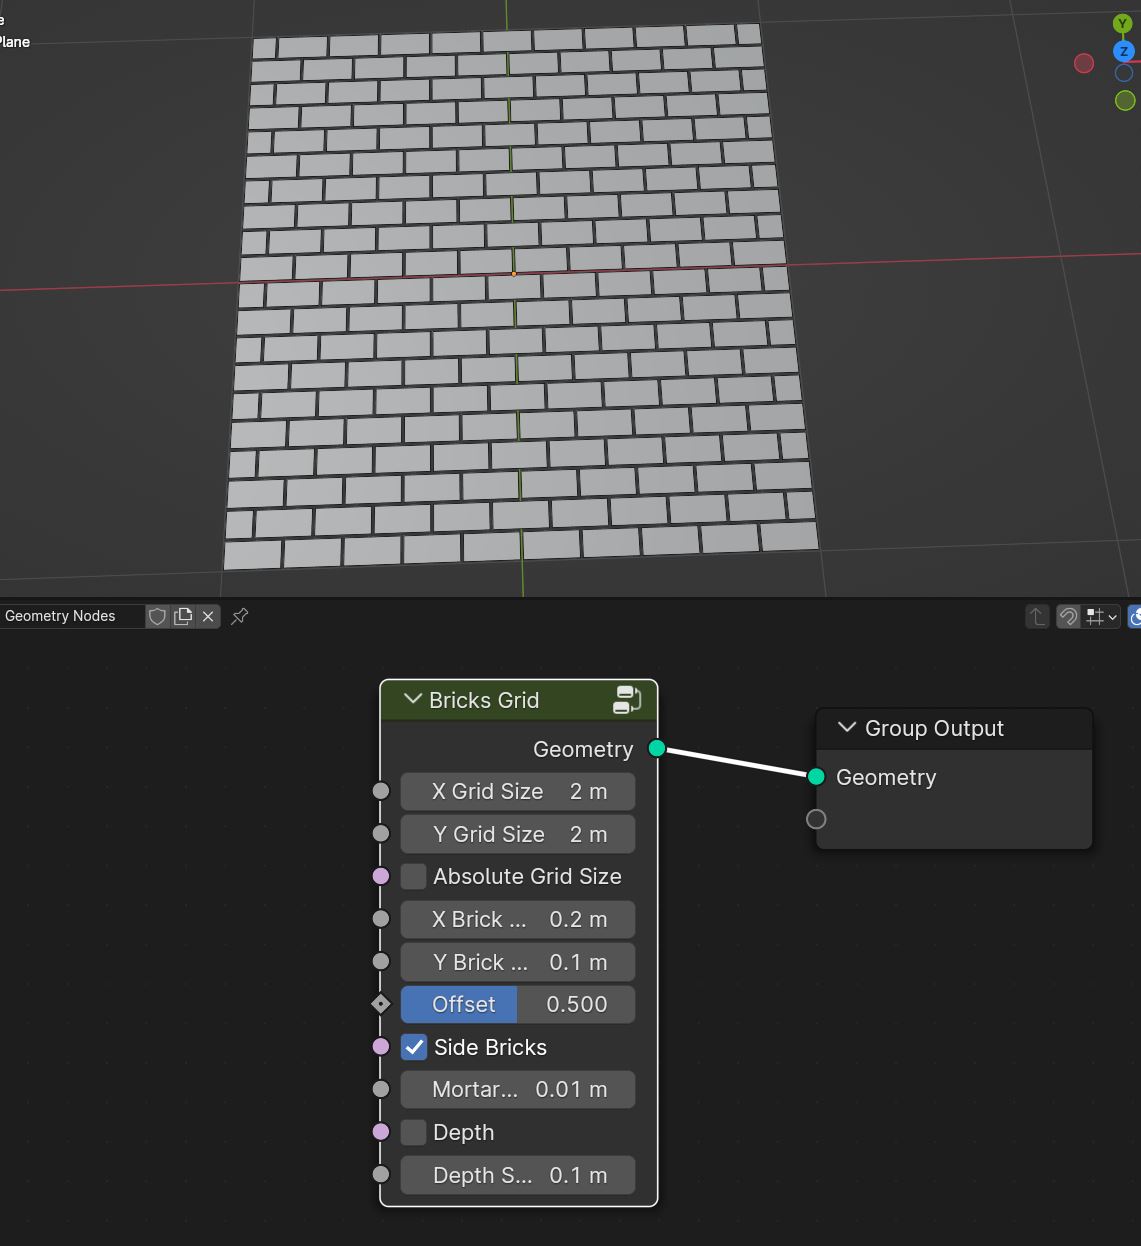 Plane
Y
Z
Geometry Nodes
Bricks Grid
Geometry
X Grid Size 2 m
Y Grid Size 2 m
Absolute Grid Size
X Brick ... 0.2 m
Y Brick ... 0.1 m
Offset 0.500
Side Bricks
Mortar... 0.01 m
Depth
Depth S... 0.1 m
Group Output
Geometry